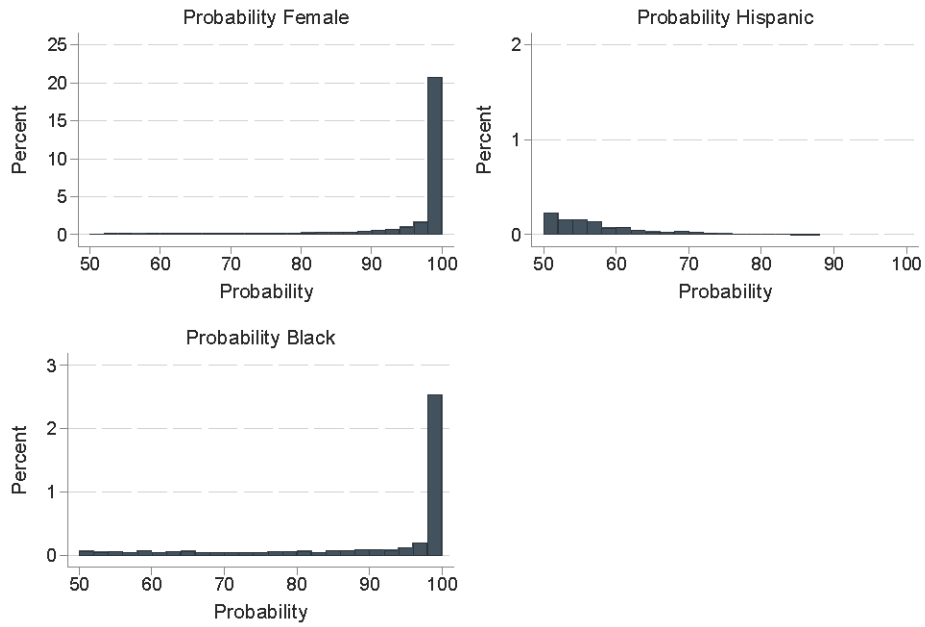 Probability Female
25
20
15
10
5
0
Percent
50 60 70 80 90 100
Probability
Probability Hispanic
2
1
0
Percent
50 60 70 80 90 100
Probability
Probability Black
3
2
1
0
Percent
50 60 70 80 90 100
Probability